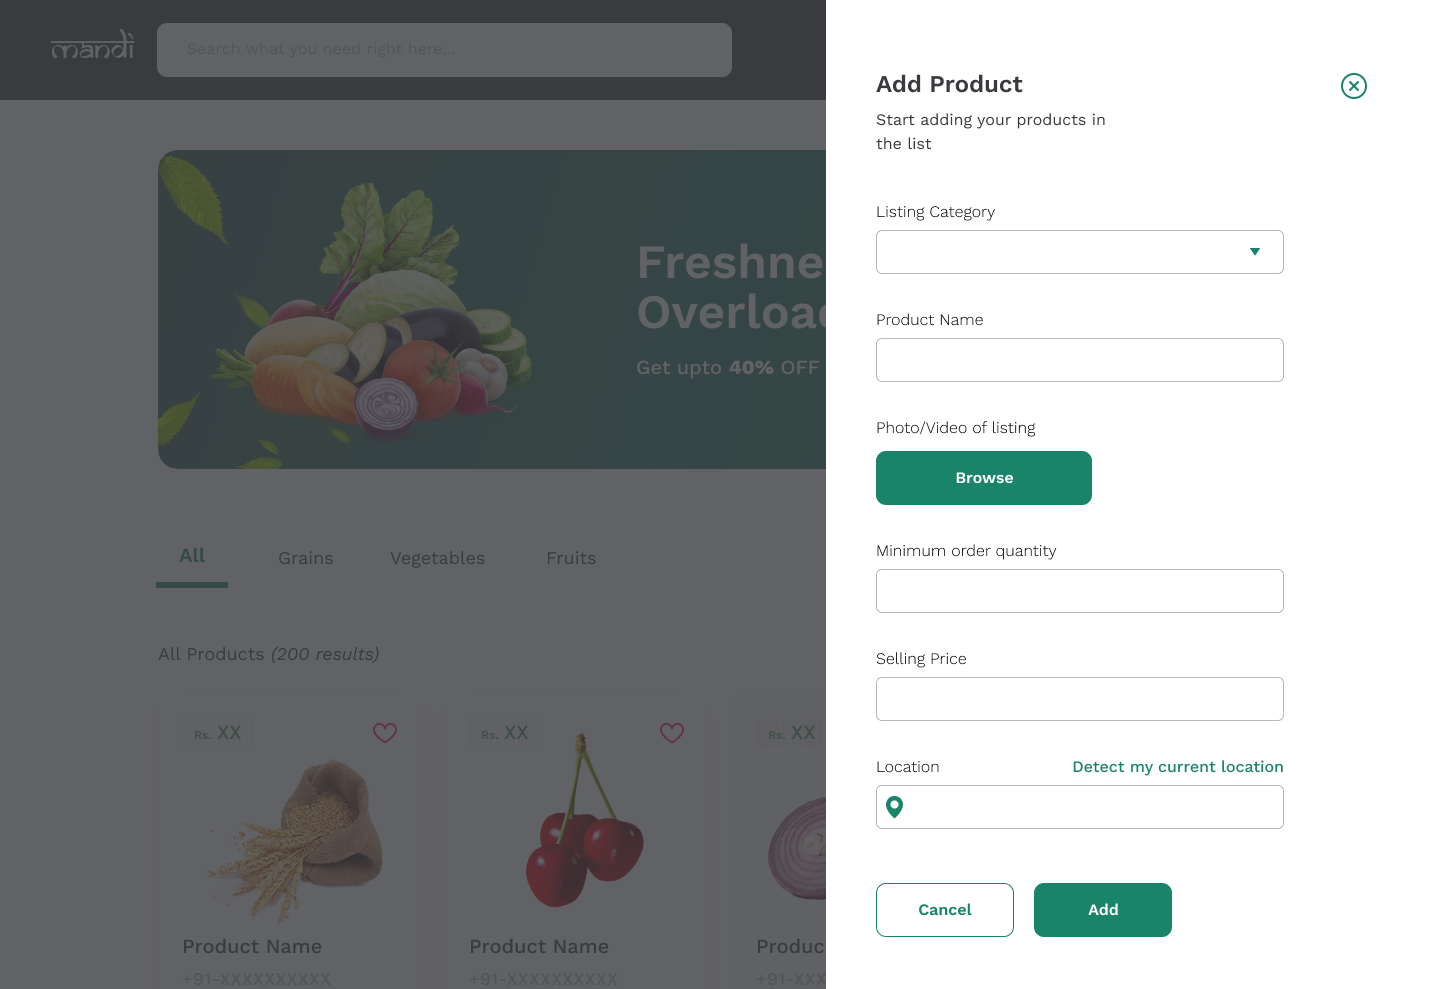 mandi
Search what you need right here...
Freshne
Overloa
Get upto 40% OFF
All
Grains
Vegetables
Fruits
All Products (200 results)
Rs. XX
Rs. XX
Rs. XX
Product Name
Product Name
Produc
+91-XXXXXXXXXX
+91-XXXXXXXXXX
+91-XXX
Add Product
Start adding your products in
the list
Listing Category
Product Name
Photo/Video of listing
Browse
Minimum order quantity
Selling Price
Location
Detect my current location
Cancel
Add